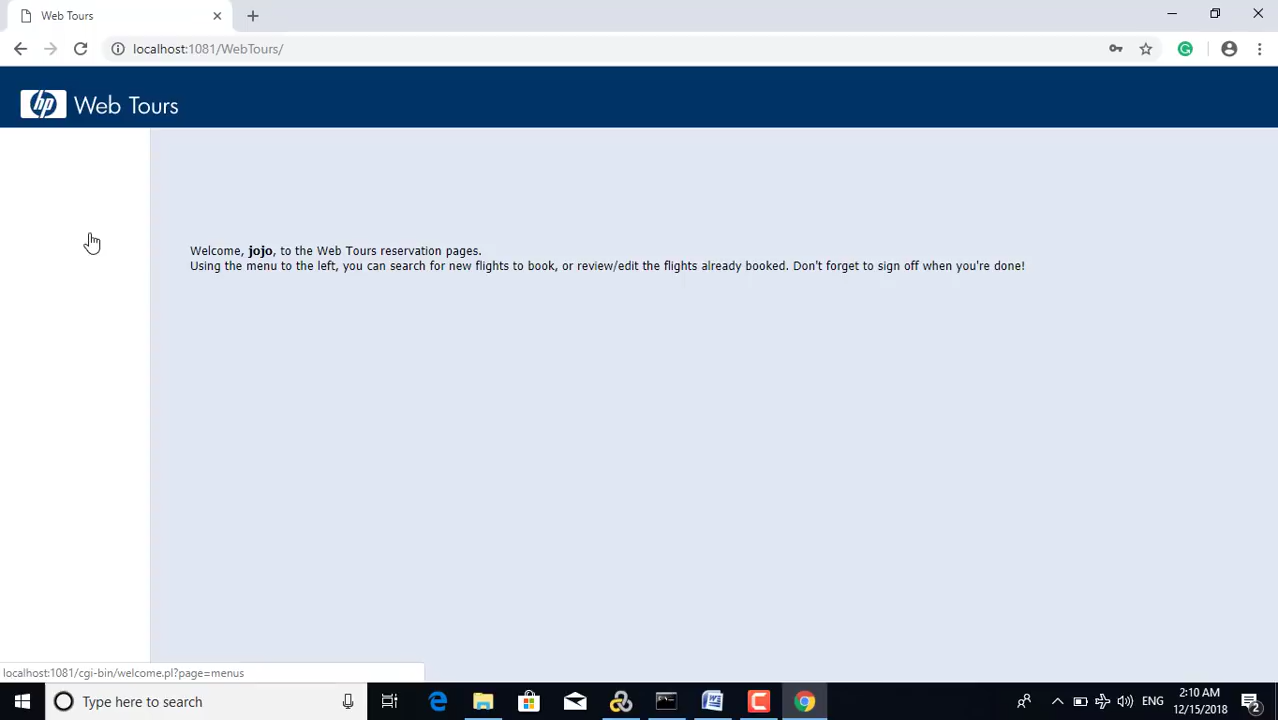 Web Tours
localhost:1081/WebTours/
hp Web Tours
Welcome, jojo, to the Web Tours reservation pages.
Using the menu to the left, you can search for new flights to book, or review/edit the flights already booked. Don't forget to sign off when you're done!
localhost:1081/cgi-bin/welcome.pl?page=menus
Type here to search
ENG
2:10 AM
12/15/2018
2